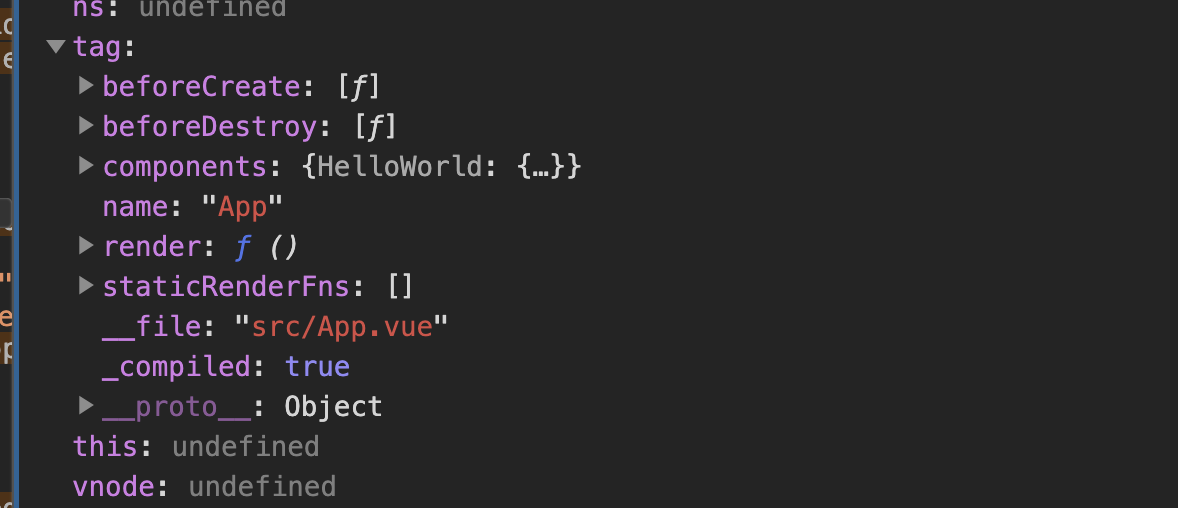 ns: undefined
tag:
beforeCreate: [ƒ]
beforeDestroy: [ƒ]
components: {HelloWorld: {…}}
name: "App"
render: ƒ ()
staticRenderFns: []
__file: "src/App.vue"
_compiled: true
__proto__: Object
this: undefined
vnode: undefined